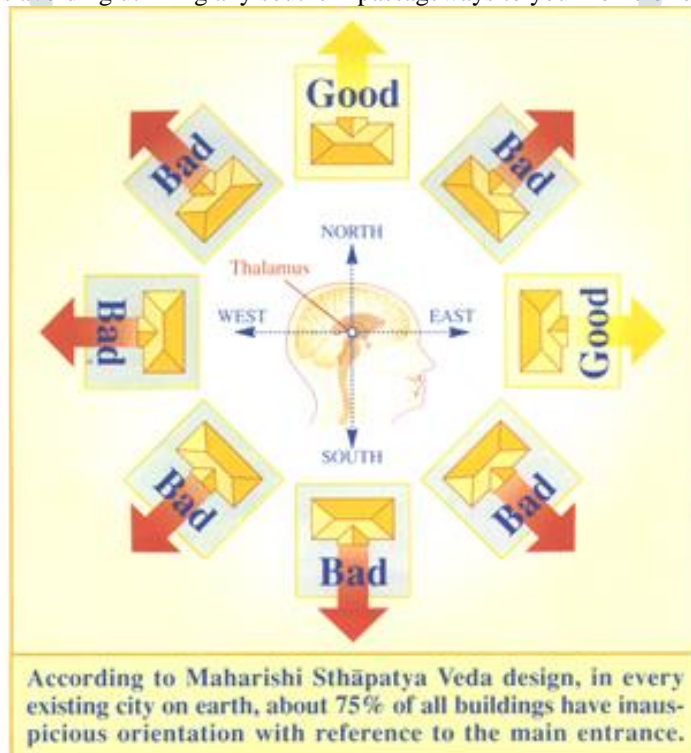 Good
Bad
Bad
NORTH
Thalamus
WEST
EAST
Bad
Good
SOUTH
Bad
Bad
Bad
According to Maharishi Sthāpatya Veda design, in every
existing city on earth, about 75% of all buildings have inaus-
picious orientation with reference to the main entrance.